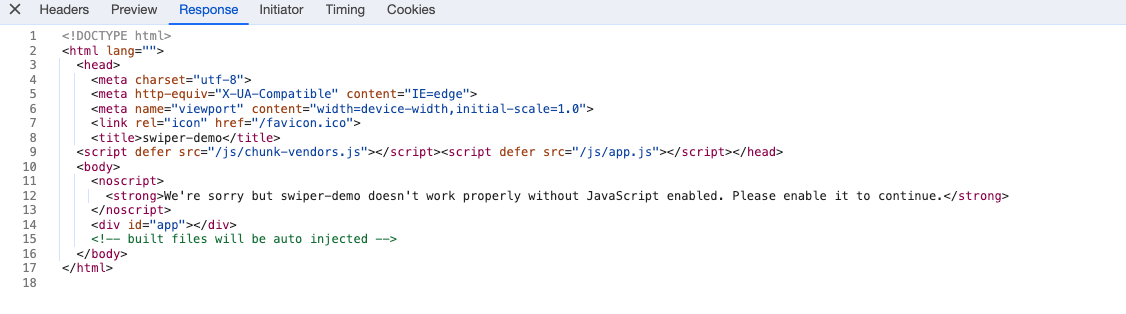 Headers Preview Response Initiator Timing Cookies
1 <!DOCTYPE html>
2 <html lang="">
3 <head>
4 <meta charset="utf-8">
5 <meta http-equiv="X-UA-Compatible" content="IE=edge">
6 <meta name="viewport" content="width=device-width,initial-scale=1.0">
7 <link rel="icon" href="/favicon.ico">
8 <title>swiper-demo</title>
9 <script defer src="/js/chunk-vendors.js"></script><script defer src="/js/app.js"></script></head>
10 <body>
11 <noscript>
12 <strong>We're sorry but swiper-demo doesn't work properly without JavaScript enabled. Please enable it to continue.</strong>
13 </noscript>
14 <div id="app"></div>
15 <!-- built files will be auto injected -->
16 </body>
17 </html>
18